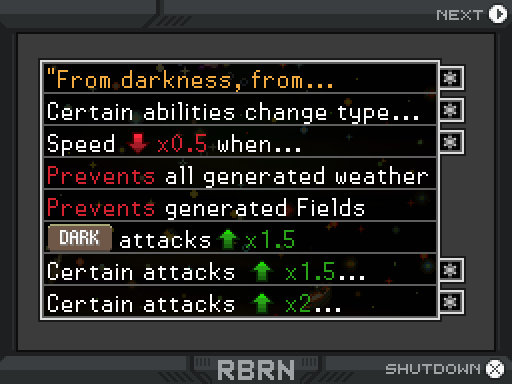 NEXT
"From darkness, from...
Certain abilities change type...
Speed x0.5 when...
Prevents all generated weather
Prevents generated Fields
DARK attacks x1.5
Certain attacks x1.5...
Certain attacks x2...
RBRN
SHUTDOWN